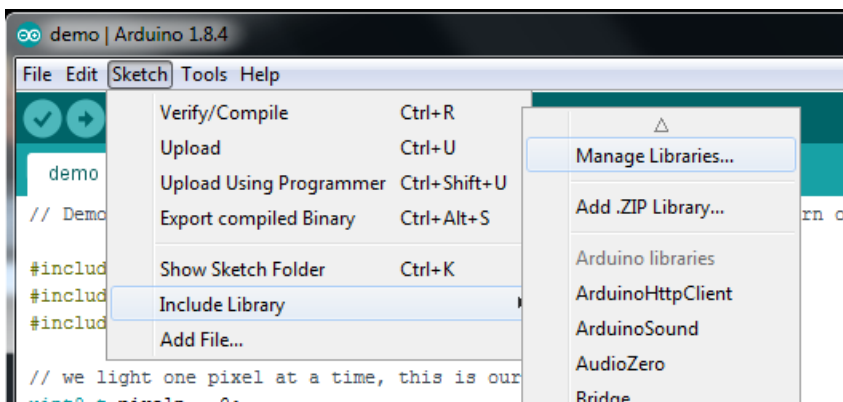 demo | Arduino 1.8.4
File Edit Sketch Tools Help
Verify/Compile Ctrl+R
Upload Ctrl+U
Upload Using Programmer Ctrl+Shift+U
Export compiled Binary Ctrl+Alt+S
Show Sketch Folder Ctrl+K
Include Library
Add File...
Manage Libraries...
Add .ZIP Library...
Arduino libraries
ArduinoHttpClient
ArduinoSound
AudioZero
Bridge
demo
// Demo
rn o
#includ
#includ
#includ
// we light one pixel at a time, this is our